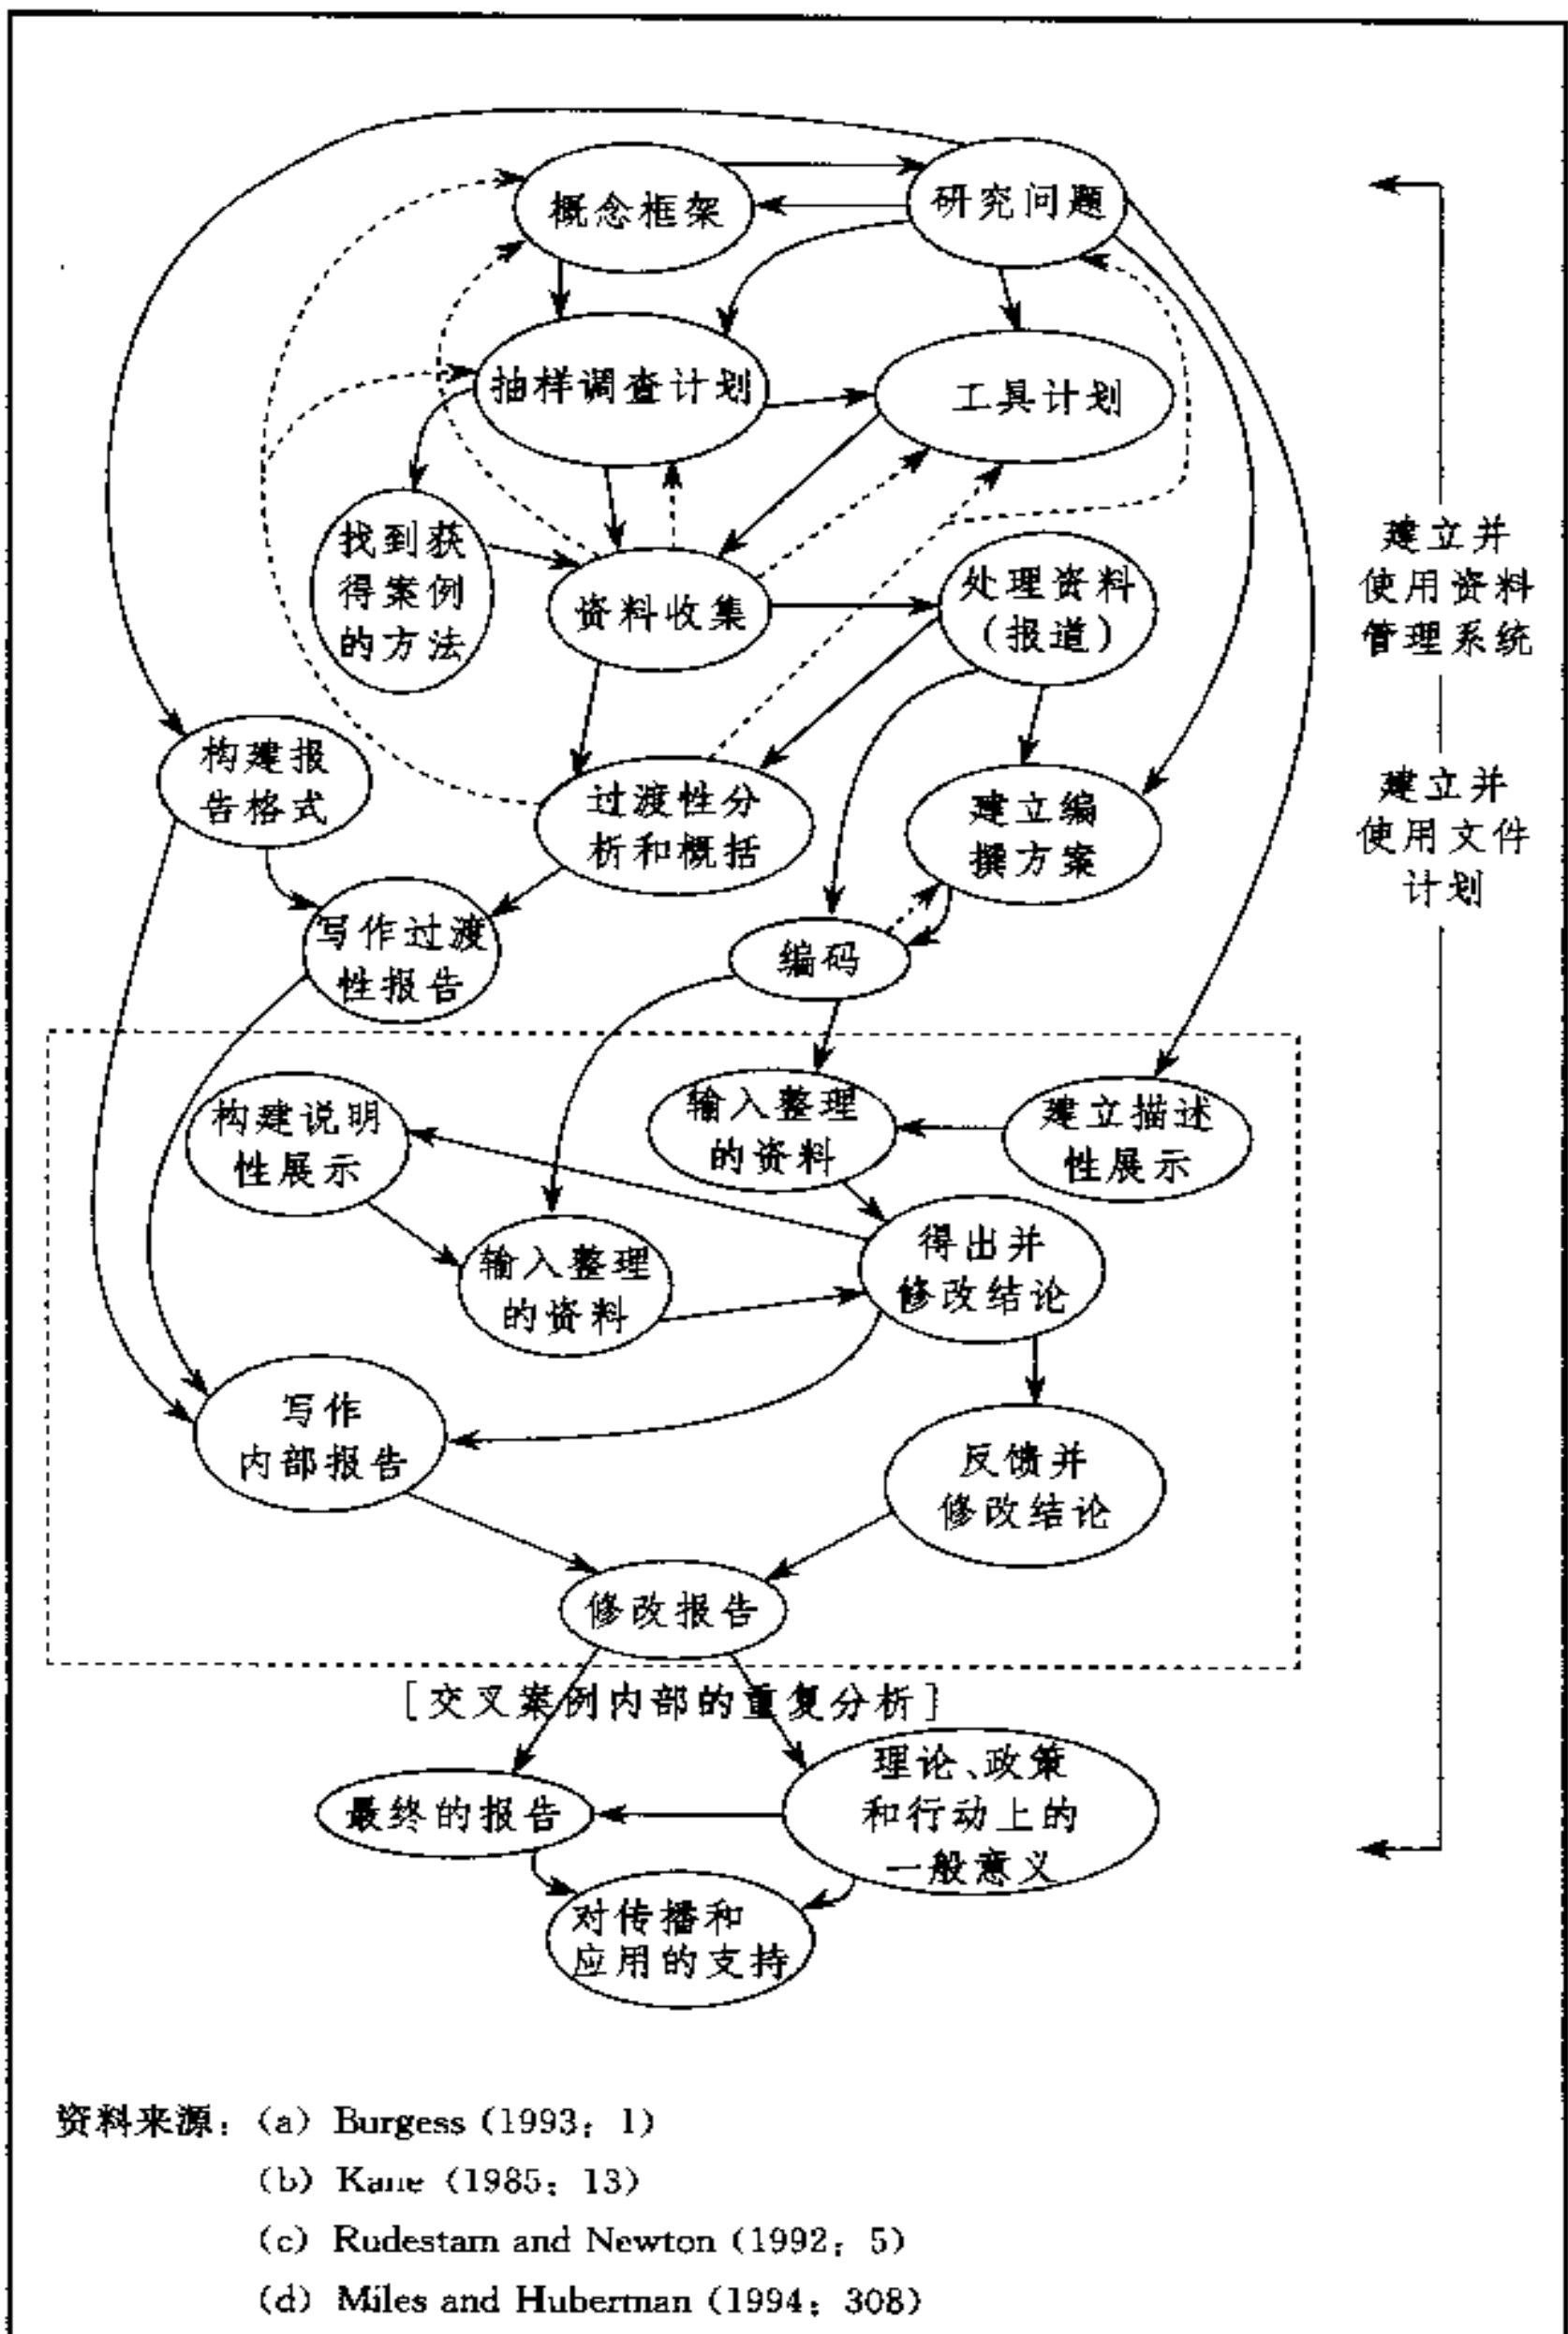 概念框架
研究问题
抽样调查计划
工具计划
找到获
得案例
的方法
资料收集
处理资料
（报道）
建立并
使用资料
管理系统
构建报
告格式
过渡性分
析和概括
建立编
撰方案
建立并
使用文件
计划
写作过渡
性报告
编码
构建说明
性展示
输入整理
的资料
建立描述
性展示
输入整理
的资料
得出并
修改结论
写作
内部报告
反馈并
修改结论
修改报告
[交叉案例内部的重复分析]
最终的报告
理论、政策
和行动上的
一般意义
对传播和
应用的支持
资料来源：(a) Burgess (1993：1)
(b) Kane (1985：13)
(c) Rudestam and Newton (1992：5)
(d) Miles and Huberman (1994：308)